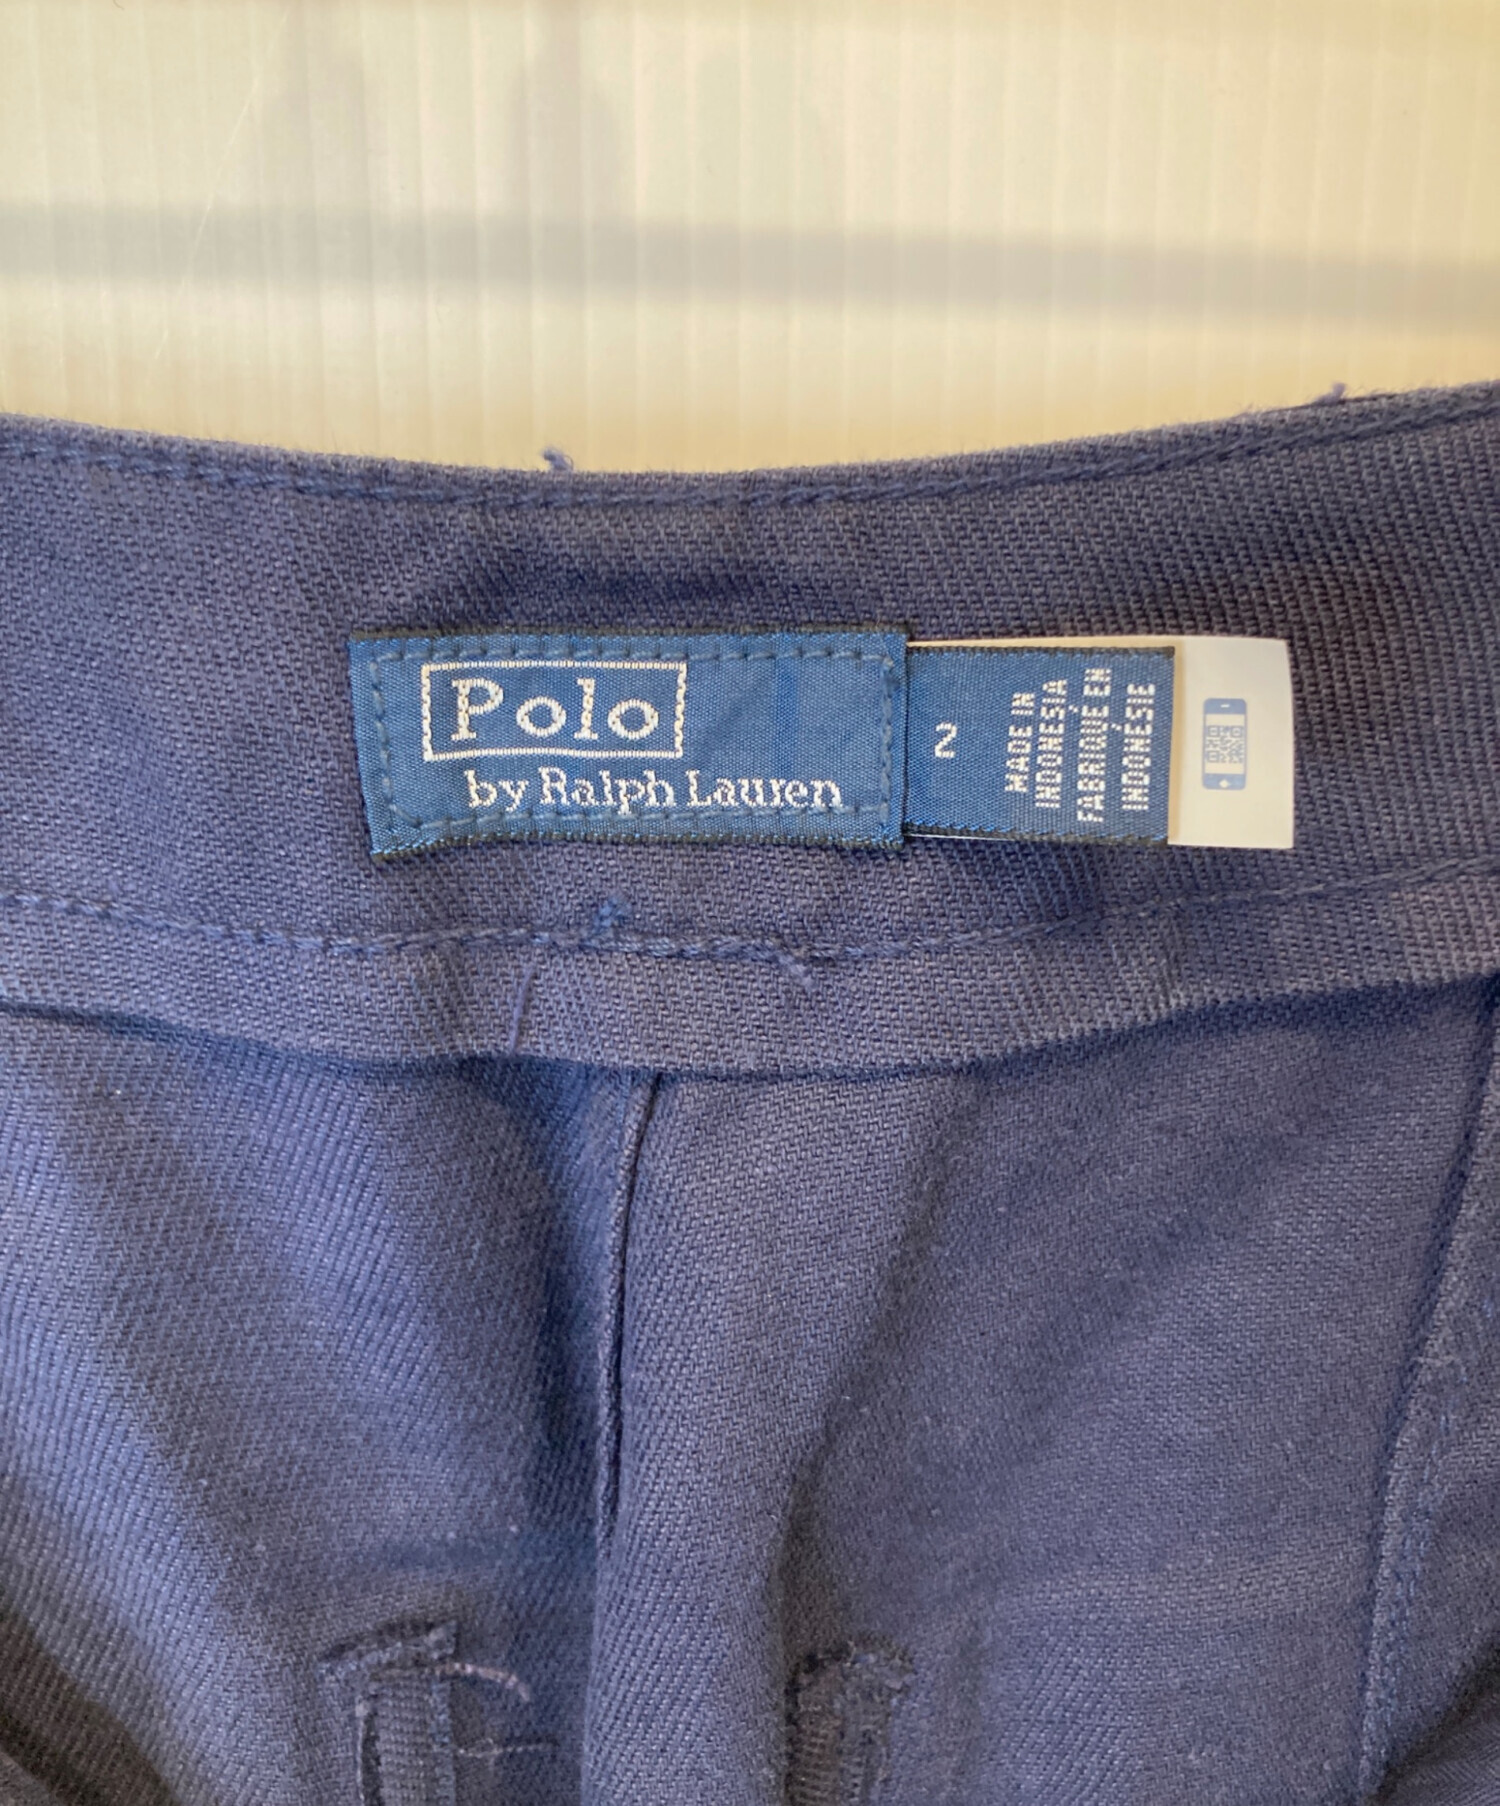 Polo
by Ralph Lauren
2
MADE IN
INDONESIA
FABRIQUÉ EN
INDONÉSIE